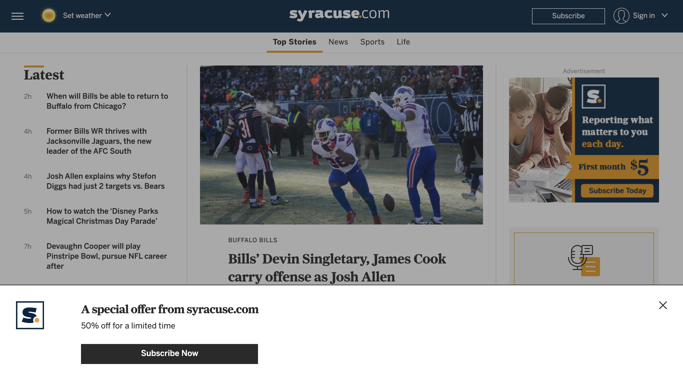 Set weather
syracuse.com
Subscribe
Sign in
Top Stories
News
Sports
Life
Latest
2h
When will Bills be able to return to
Buffalo from Chicago?
4h
Former Bills WR thrives with
Jacksonville Jaguars, the new
leader of the AFC South
4h
Josh Allen explains why Stefon
Diggs had just 2 targets vs. Bears
5h
How to watch the ‘Disney Parks
Magical Christmas Day Parade’
7h
Devaughn Cooper will play
Pinstripe Bowl, pursue NFL career
after
BUFFALO BILLS
Bills’ Devin Singletary, James Cook
carry offense as Josh Allen
Advertisement
s.
Reporting what
matters to you
each day.
First month $5
Subscribe Today
s.
A special offer from syracuse.com
50% off for a limited time
Subscribe Now